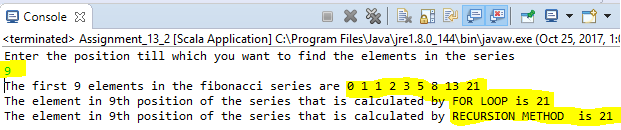 Console
<terminated> Assignment_13_2 [Scala Application] C:\Program Files\Java\jre1.8.0_144\bin\javaw.exe (Oct 25, 2017, 1:0
Enter the position till which you want to find the elements in the series
9
The first 9 elements in the fibonacci series are 0 1 1 2 3 5 8 13 21
The element in 9th position of the series that is calculated by FOR LOOP is 21
The element in 9th position of the series that is calculated by RECURSION METHOD  is 21